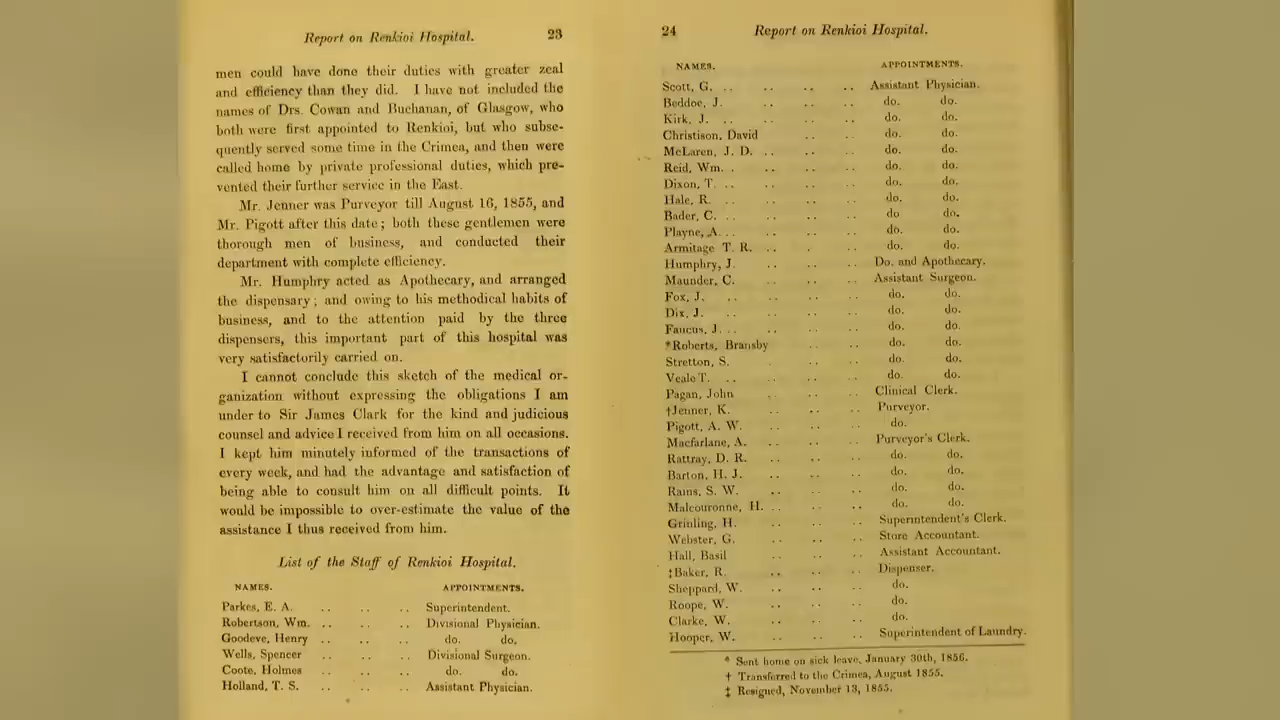 Report on Renkioi Hospital. 23
men could have done their duties with greater zeal
and efficiency than they did. I have not included the
names of Drs. Cowan and Buchanan, of Glasgow, who
both were first appointed to Renkioi, but who subse-
quently served some time in the Crimea, and then were
called home by private professional duties, which pre-
vented their further service in the East.
Mr. Jenner was Purveyor till August 16, 1855, and
Mr. Pigott after this date; both these gentlemen were
thorough men of business, and conducted their
department with complete efficiency.
Mr. Humphry acted as Apothecary, and arranged
the dispensary; and owing to his methodical habits of
business, and to the attention paid by the three
dispensers, this important part of this hospital was
very satisfactorily carried on.
I cannot conclude this sketch of the medical or-
ganization without expressing the obligations I am
under to Sir James Clark for the kind and judicious
counsel and advice I received from him on all occasions.
I kept him minutely informed of the transactions of
every week, and had the advantage and satisfaction of
being able to consult him on all difficult points. It
would be impossible to over-estimate the value of the
assistance I thus received from him.
List of the Staff of Renkioi Hospital.
NAMES. APPOINTMENTS.
Parkes, E. A. .. .. .. Superintendent.
Robertson, Wm. .. .. .. Divisional Physician.
Goodeve, Henry .. .. .. do. do.
Wells, Spencer .. .. .. Divisional Surgeon.
Coote, Holmes .. .. .. do. do.
Holland, T. S. .. .. .. Assistant Physician.
24 Report on Renkioi Hospital.
NAMES. APPOINTMENTS.
Scott, G. .. .. .. .. Assistant Physician.
Beddoe, J. .. .. .. do. do.
Kirk, J. .. .. .. .. do. do.
Christison, David .. .. do. do.
McLaren, J. D. .. .. .. do. do.
Reid, Wm. . .. .. .. do. do.
Dixon, T. .. .. .. .. do. do.
Hale, R. .. .. .. .. do. do.
Bader, C. .. .. .. .. do do.
Playne, A. .. .. .. .. do. do.
Armitage T. R. .. . .. do. do.
Humphry, J. .. .. .. Do. and Apothecary.
Maunder, C. .. .. .. Assistant Surgeon.
Fox, J. .. .. .. .. do. do.
Dix, J. .. .. .. .. do. do.
Faucus, J. .. .. .. .. do. do.
*Roberts, Bransby .. .. do. do.
Stretton, S. . .. .. do. do.
Veale T. .. .. .. .. do. do.
Pagan, John .. .. .. Clinical Clerk.
†Jenner, K. .. .. .. Purveyor.
Pigott, A. W. .. .. .. do.
Macfarlane, A. .. .. .. Purveyor's Clerk.
Rattray, D. R. .. .. .. do. do.
Barton, H. J. .. .. .. do. do.
Rains, S. W. .. .. .. do. do.
Malcouronne, H. .. .. .. do. do.
Grinling, H. .. .. .. Superintendent's Clerk.
Webster, G. .. .. .. Store Accountant.
Hall, Basil .. .. .. Assistant Accountant.
‡Baker, R. .. .. .. Dispenser.
Sheppard, W. .. .. .. do.
Roope, W. .. .. .. do.
Clarke, W. .. .. .. do.
Hooper, W. .. .. .. Superintendent of Laundry.
* Sent home on sick leave, January 30th, 1856.
† Transferred to the Crimea, August 1855.
‡ Resigned, November 13, 1855.